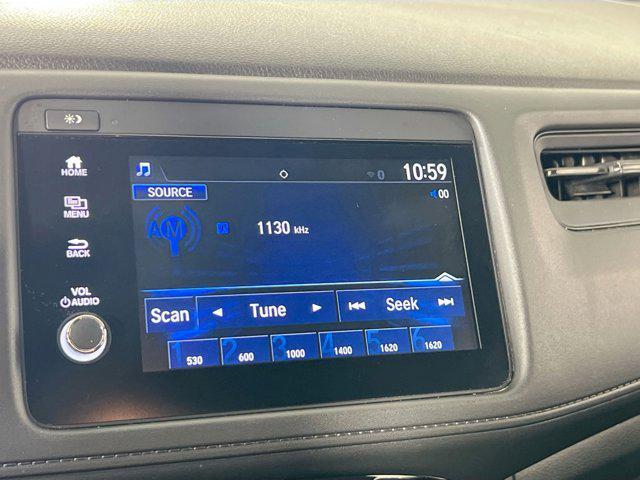 10:59
HOME
SOURCE
00
MENU
AM
1130 kHz
BACK
VOL
AUDIO
Scan
Tune
Seek
1 530
2 600
3 1000
4 1400
5 1620
6 1620